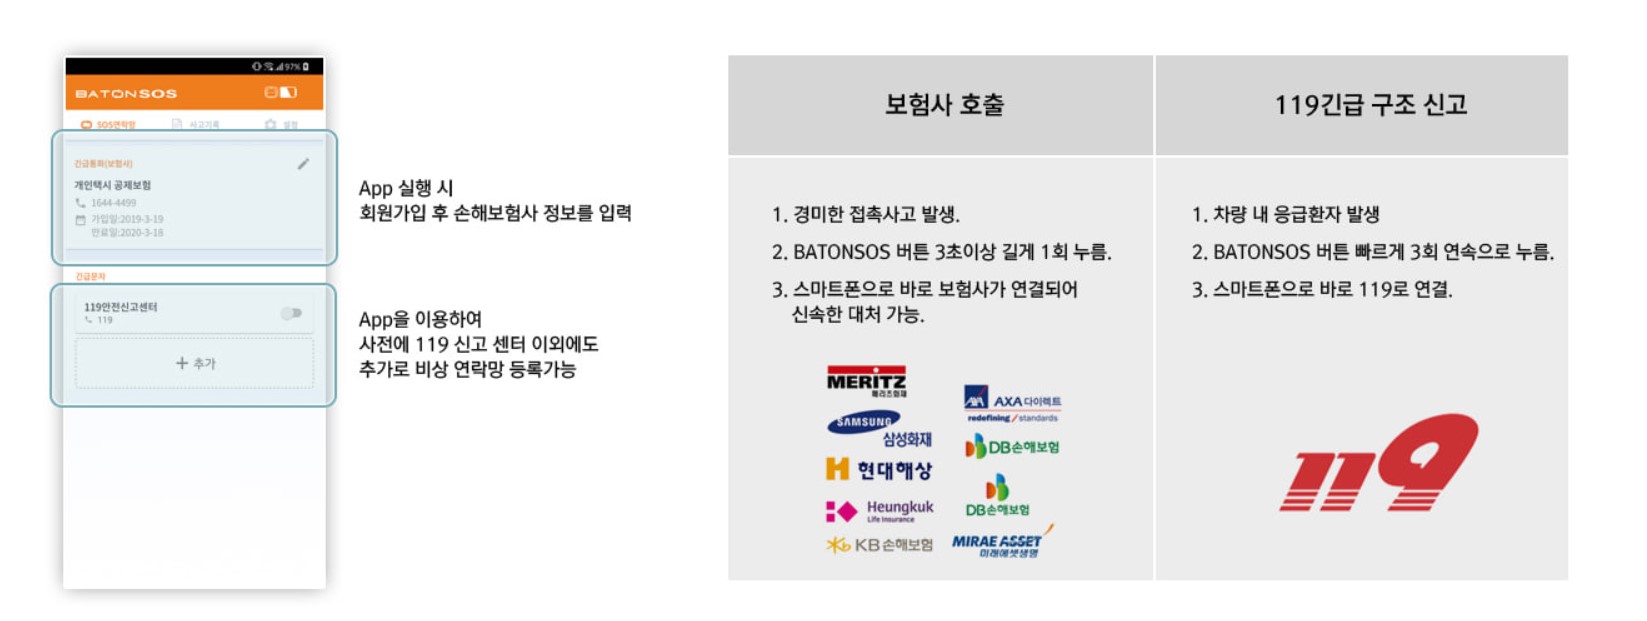 97%
BATONSOS
SOS연락망 사고기록 설정
긴급통화(보험사)
개인택시 공제보험
1644-4499
가입일:2019-3-19
만료일:2020-3-18
긴급문자
119안전신고센터
119
+ 추가
App 실행 시
회원가입 후 손해보험사 정보를 입력
App을 이용하여
사전에 119 신고 센터 이외에도
추가로 비상 연락망 등록가능
보험사 호출
1. 경미한 접촉사고 발생.
2. BATONSOS 버튼 3초이상 길게 1회 누름.
3. 스마트폰으로 바로 보험사가 연결되어
신속한 대처 가능.
MERITZ
메리츠화재
SAMSUNG
삼성화재
현대해상
Heungkuk
Life Insurance
KB손해보험
AXA
AXA 다이렉트
redefining / standards
DB손해보험
DB손해보험
MIRAE ASSET
미래에셋생명
119긴급 구조 신고
1. 차량 내 응급환자 발생
2. BATONSOS 버튼 빠르게 3회 연속으로 누름.
3. 스마트폰으로 바로 119로 연결.
119